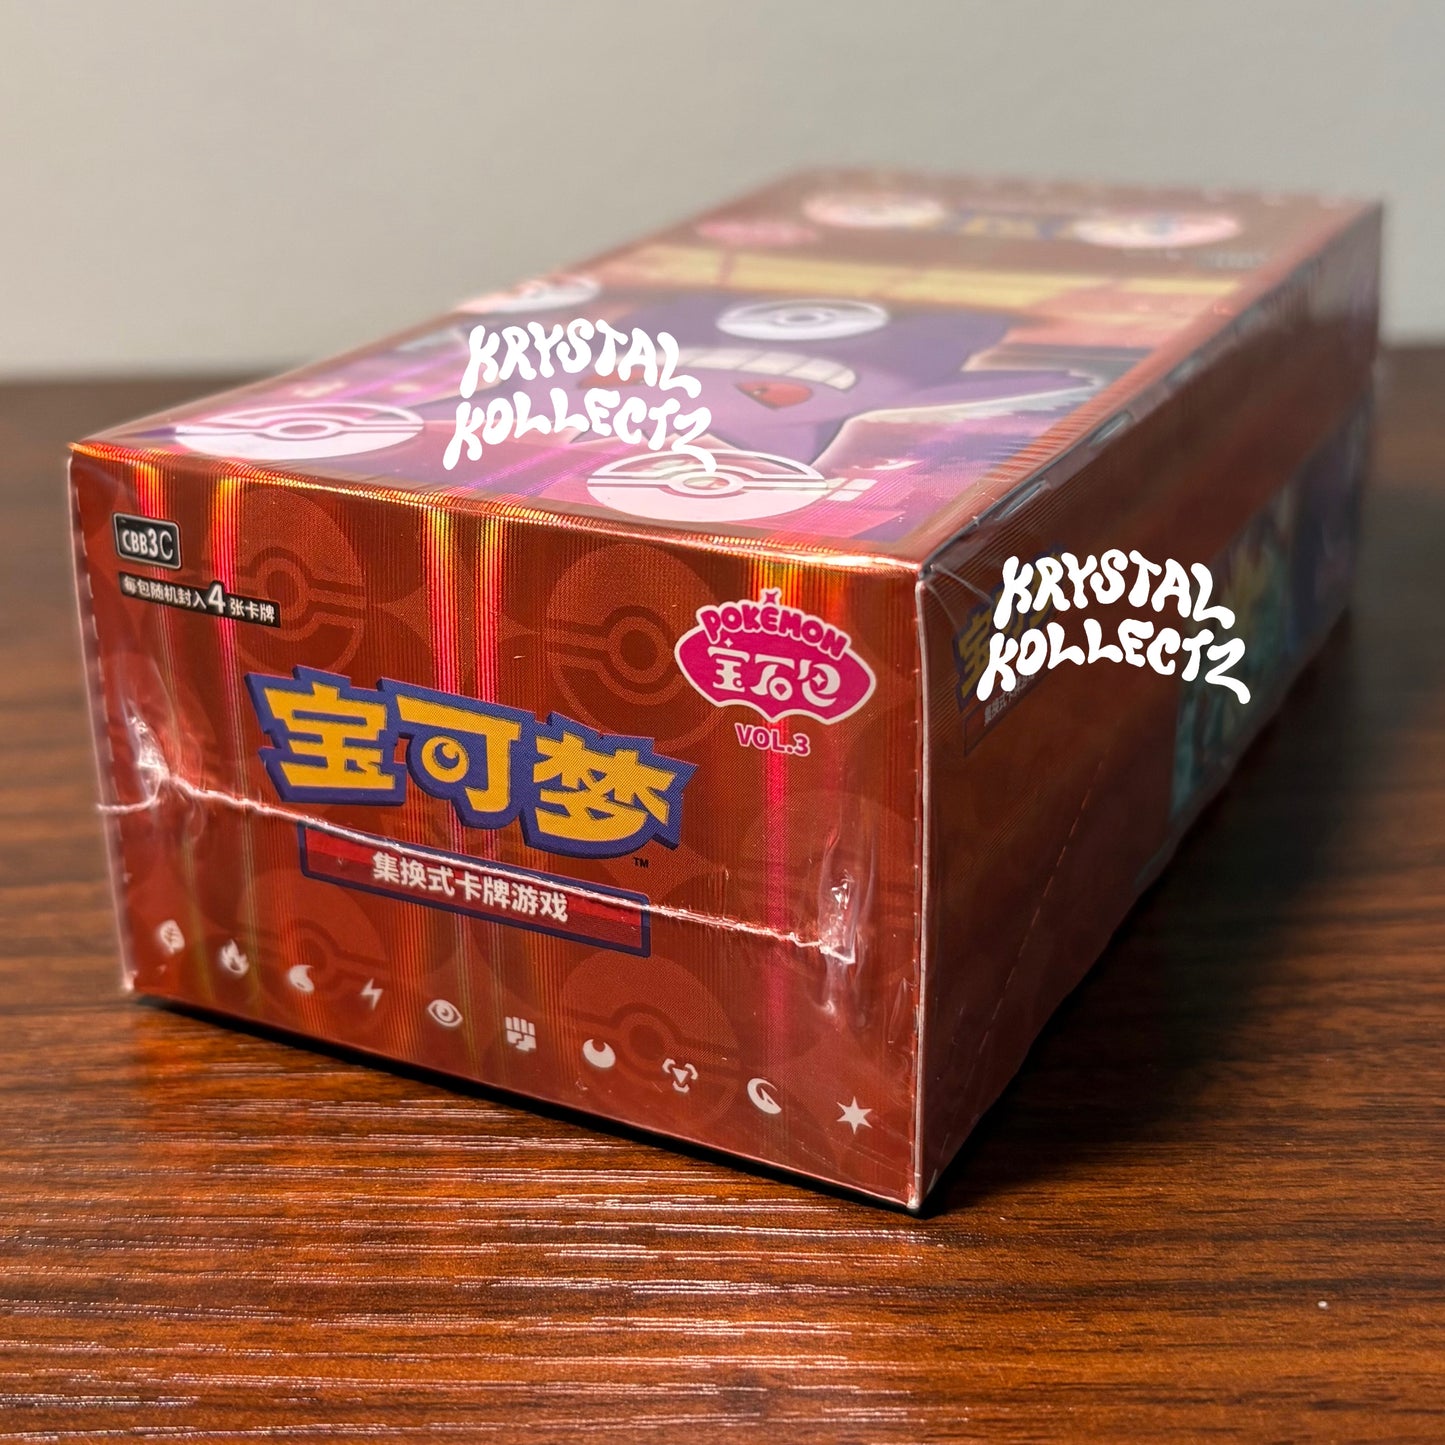 KRYSTAL
KOLLECTZ
CBB3C
每包随机封入4张卡牌
POKÉMON
宝石包
VOL.3
宝可梦
TM
集换式卡牌游戏
KRYSTAL
KOLLECTZ